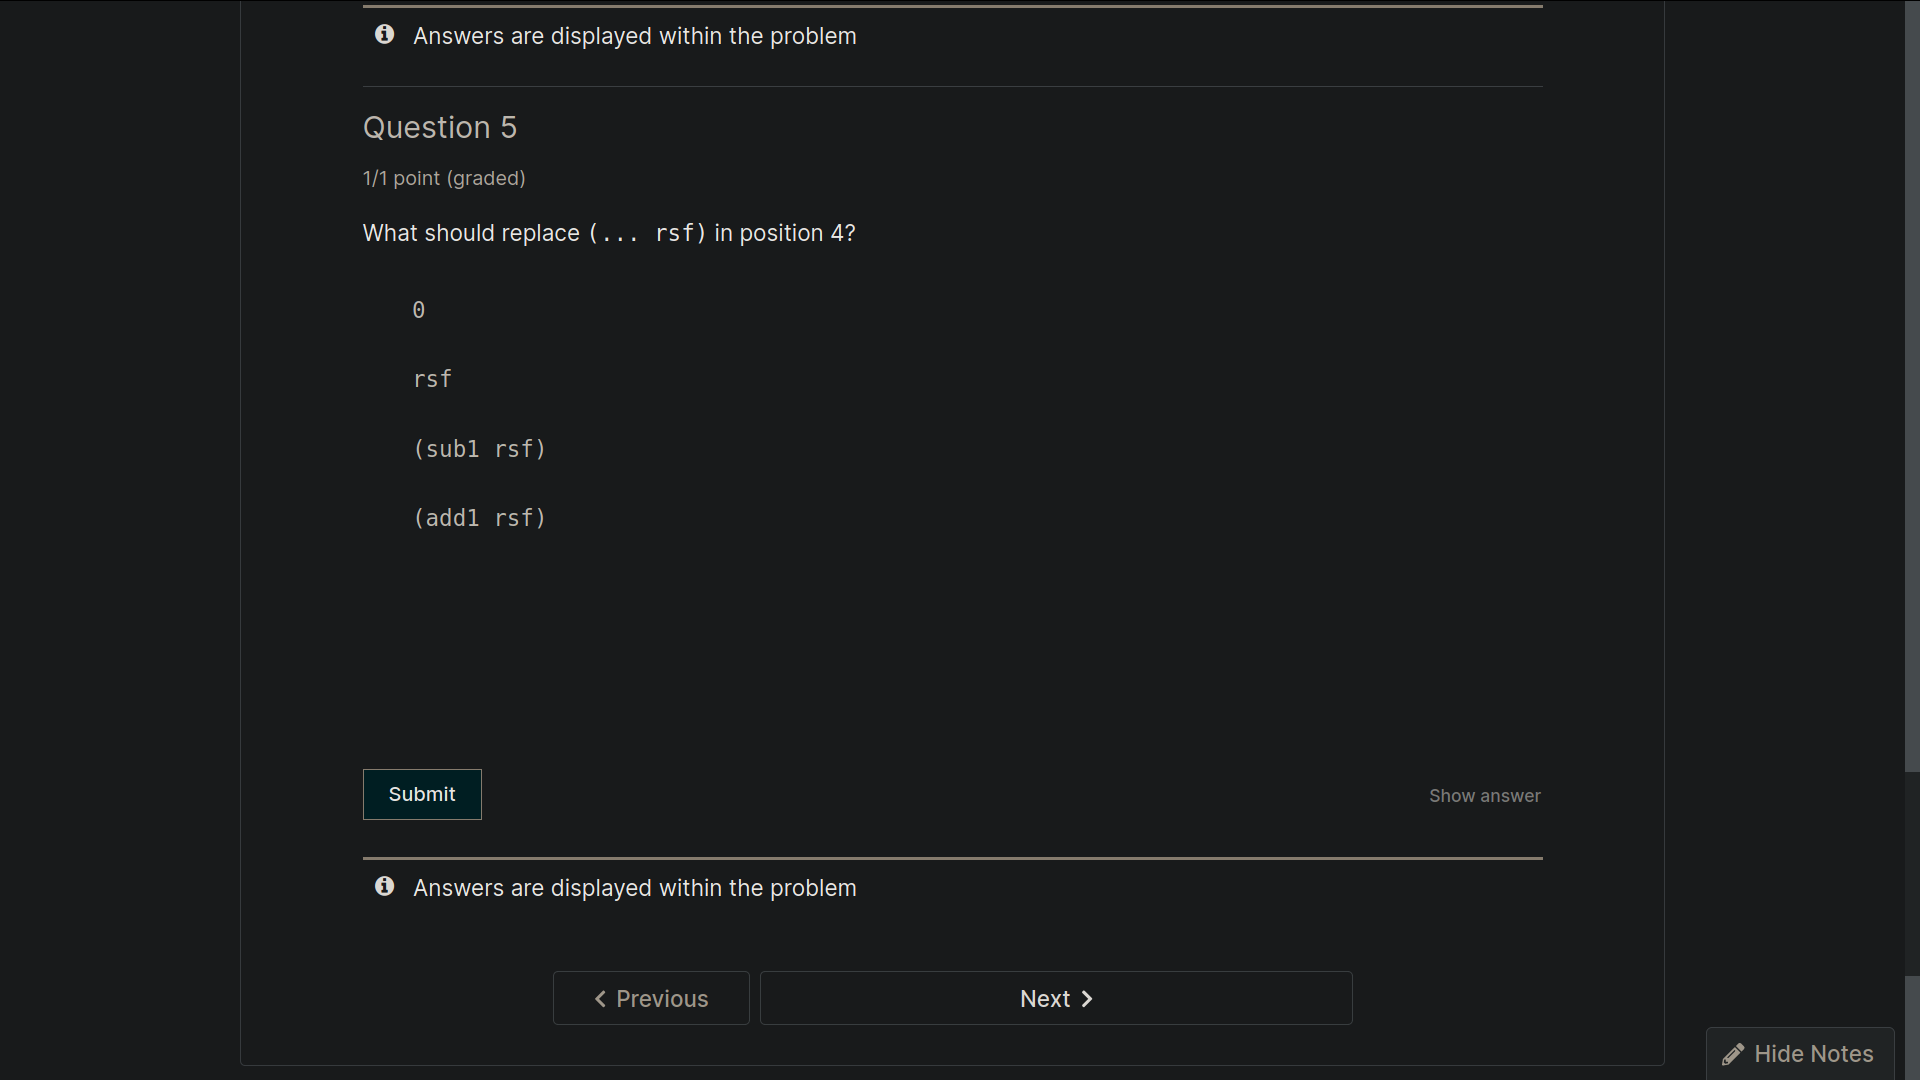 Answers are displayed within the problem
Question 5
1/1 point (graded)
What should replace (... rsf) in position 4?
0
rsf
(sub1 rsf)
(add1 rsf)
Submit
Show answer
Answers are displayed within the problem
Previous
Next
Hide Notes